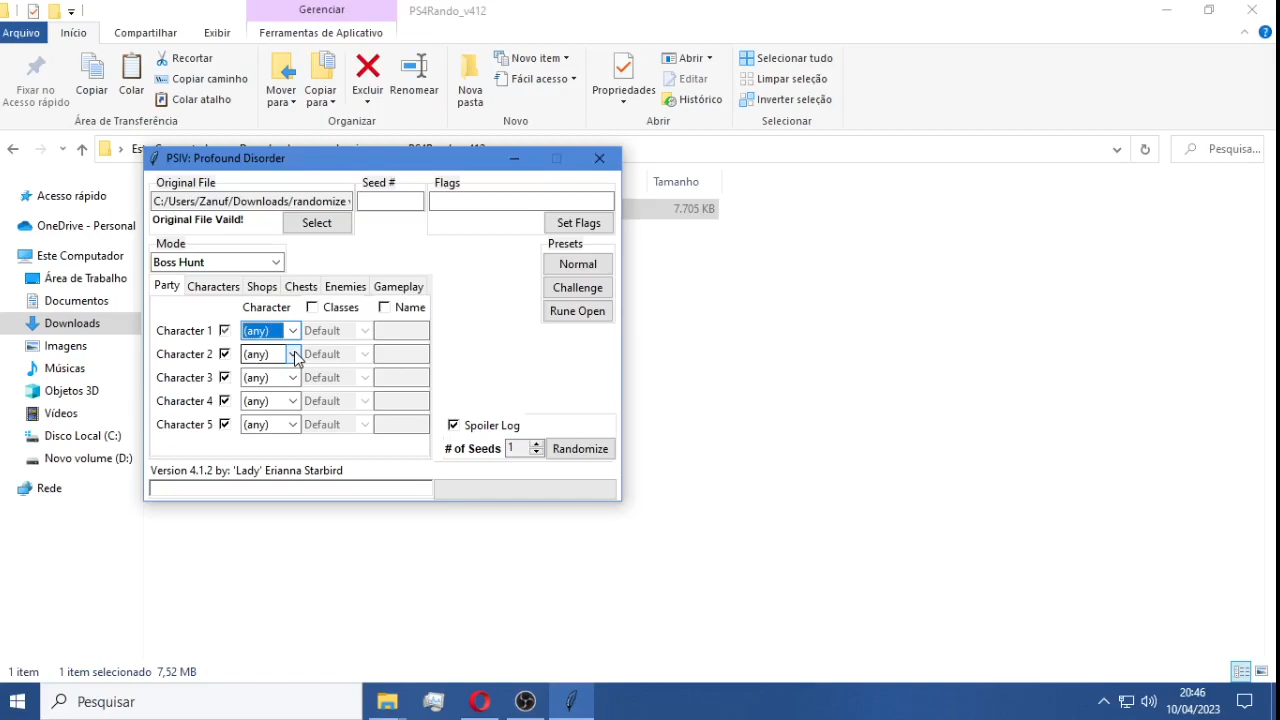 Gerenciar
PS4Rando_v412
Arquivo
Início
Compartilhar
Exibir
Ferramentas de Aplicativo
Fixar no
Acesso rápido
Copiar
Colar
Recortar
Copiar caminho
Colar atalho
Área de Transferência
Mover
para
Copiar
para
Excluir
Renomear
Organizar
Nova
pasta
Novo item
Fácil acesso
Novo
Propriedades
Abrir
Editar
Histórico
Abrir
Selecionar tudo
Limpar seleção
Inverter seleção
Selecionar
Pesquisa...
Acesso rápido
OneDrive - Personal
Este Computador
Área de Trabalho
Documentos
Downloads
Imagens
Músicas
Objetos 3D
Vídeos
Disco Local (C:)
Novo volume (D:)
Rede
Tamanho
7.705 KB
PSIV: Profound Disorder
Original File
Seed #
Flags
C:/Users/Zanuf/Downloads/randomize
Original File Vaild!
Select
Set Flags
Mode
Boss Hunt
Presets
Normal
Challenge
Rune Open
Party
Characters
Shops
Chests
Enemies
Gameplay
Character
Classes
Name
Character 1
(any)
Default
Character 2
(any)
Default
Character 3
(any)
Default
Character 4
(any)
Default
Character 5
(any)
Default
Spoiler Log
# of Seeds
1
Randomize
Version 4.1.2 by: 'Lady' Erianna Starbird
1 item
1 item selecionado 7,52 MB
Pesquisar
20:46
10/04/2023